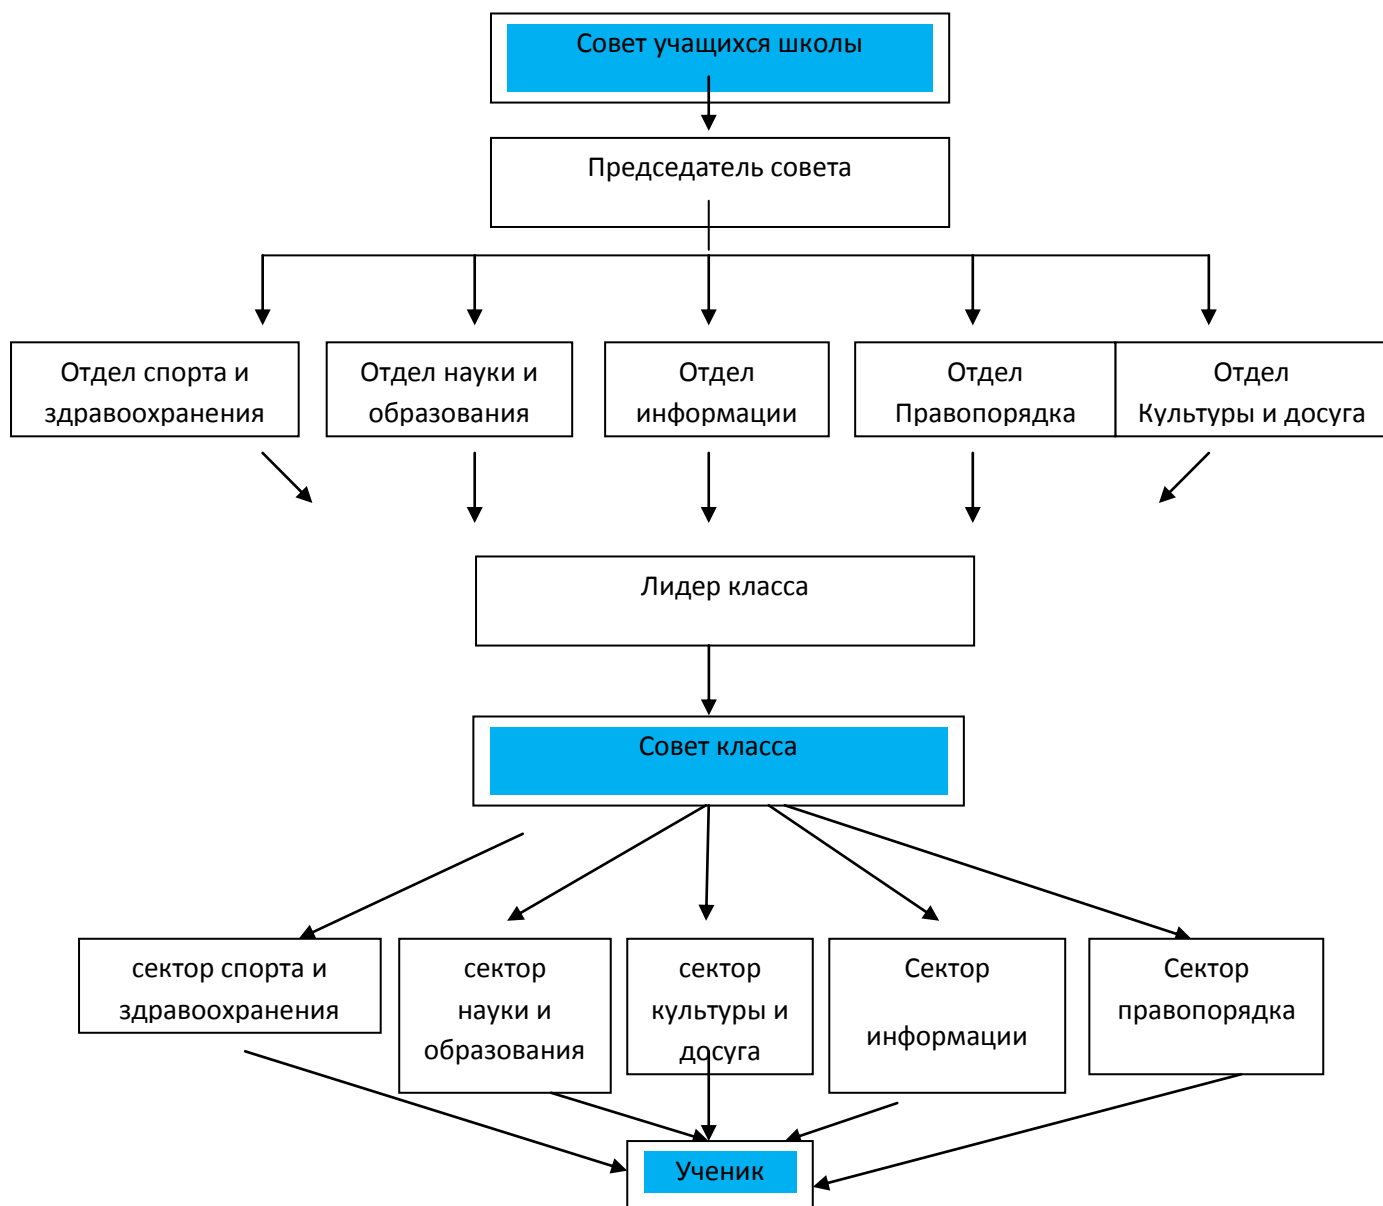 Совет учащихся школы
Председатель совета
Отдел спорта и
здравоохранения
Отдел науки и
образования
Отдел
информации
Отдел
Правопорядка
Отдел
Культуры и досуга
Лидер класса
Совет класса
сектор спорта и
здравоохранения
сектор
науки и
образования
сектор
культуры и
досуга
Сектор
информации
Сектор
правопорядка
Ученик